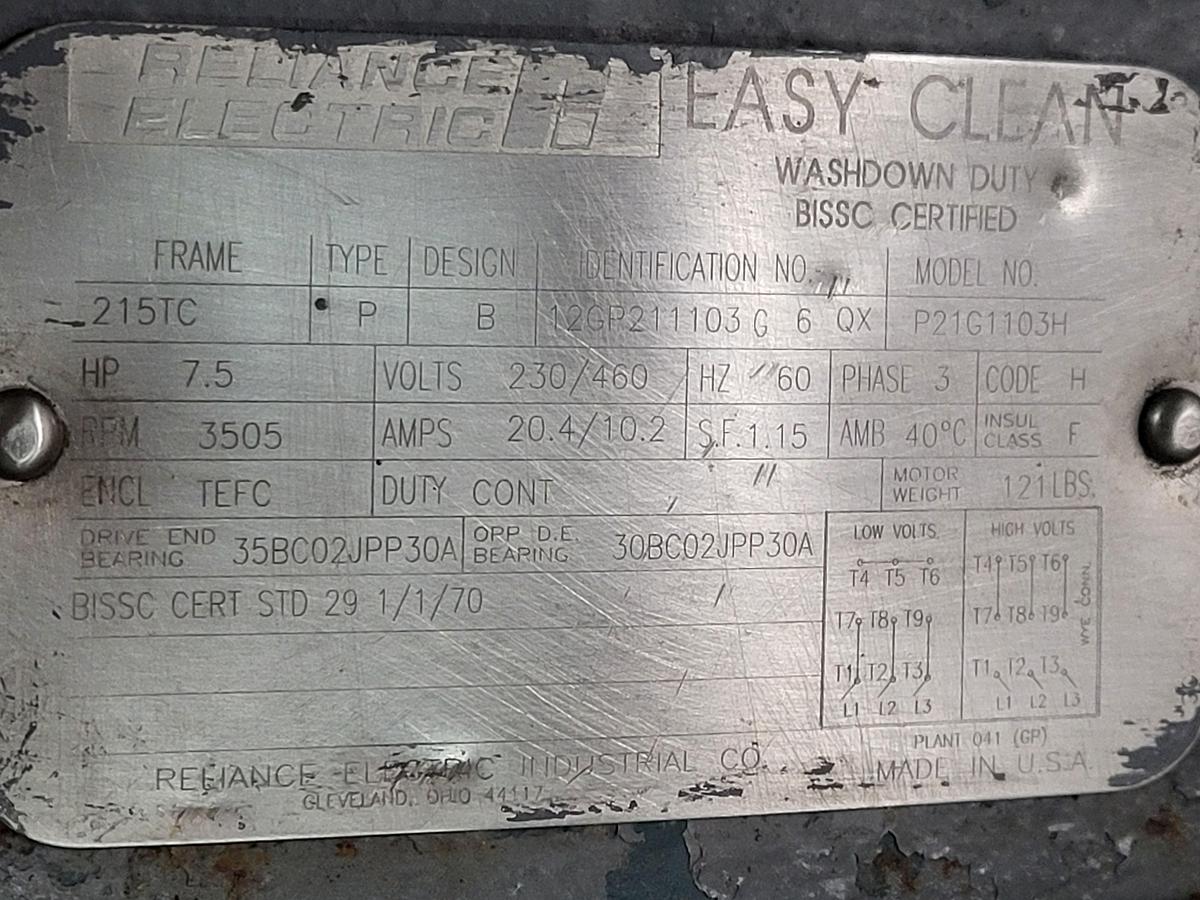 RELIANCE
ELECTRIC
EASY CLEAN
WASHDOWN DUTY
BISSC CERTIFIED
FRAME TYPE DESIGN IDENTIFICATION NO. MODEL NO.
215TC P B 12GP211103 G 6 QX P21G1103H
HP 7.5 VOLTS 230/460 HZ 60 PHASE 3 CODE H
RPM 3505 AMPS 20.4/10.2 S.F. 1.15 AMB 40°C INSUL CLASS F
ENCL TEFC DUTY CONT MOTOR WEIGHT 121 LBS.
DRIVE END BEARING 35BC02JPP30A OPP D.E. BEARING 30BC02JPP30A
BISSC CERT STD 29 1/1/70
LOW VOLTS. HIGH VOLTS
T4 T5 T6 T4 T5 T6
T7 T8 T9 T7 T8 T9
WYE CONN.
T1 T2 T3 T1 T2 T3
L1 L2 L3 L1 L2 L3
PLANT 041 (GP)
RELIANCE ELECTRIC INDUSTRIAL CO. MADE IN U.S.A.
CLEVELAND, OHIO 44117